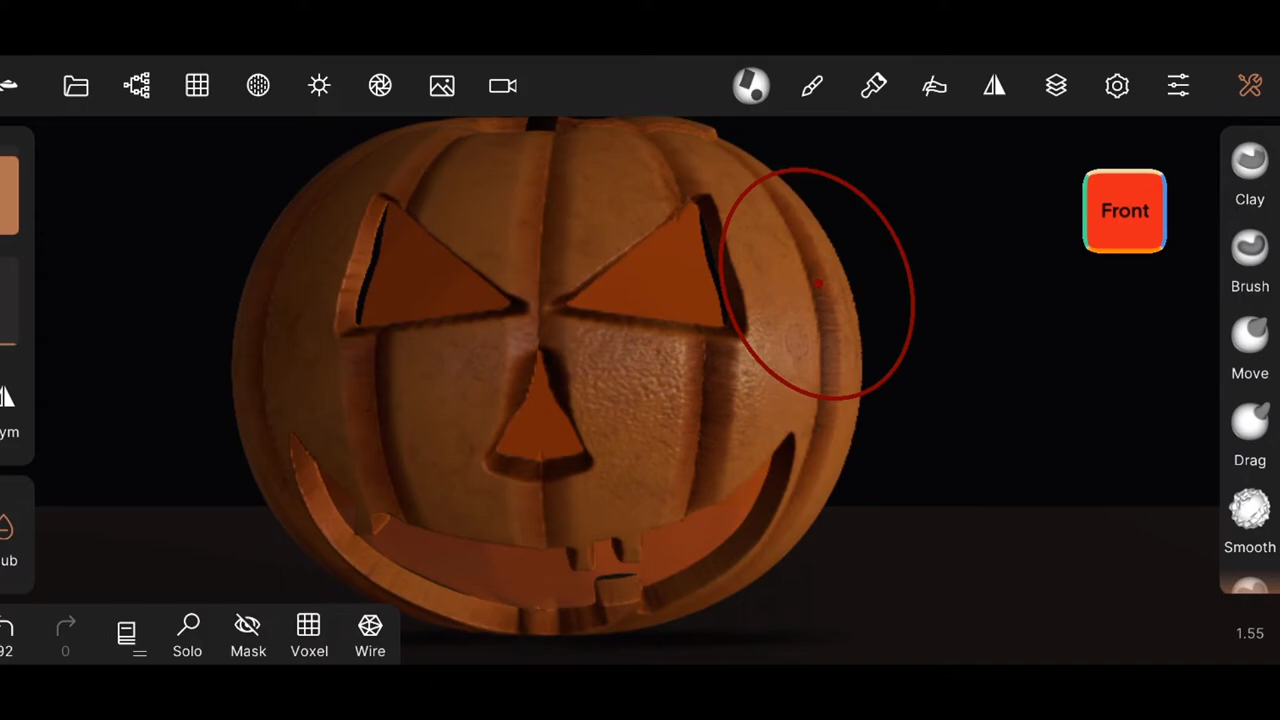 Front
Clay
Brush
Move
Drag
Smooth
ym
ub
92
0
Solo
Mask
Voxel
Wire
1.55